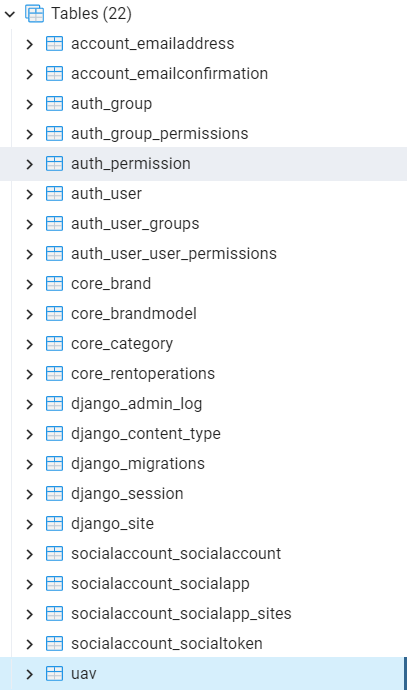 Tables (22)
account_emailaddress
account_emailconfirmation
auth_group
auth_group_permissions
auth_permission
auth_user
auth_user_groups
auth_user_user_permissions
core_brand
core_brandmodel
core_category
core_rentoperations
django_admin_log
django_content_type
django_migrations
django_session
django_site
socialaccount_socialaccount
socialaccount_socialapp
socialaccount_socialapp_sites
socialaccount_socialtoken
uav